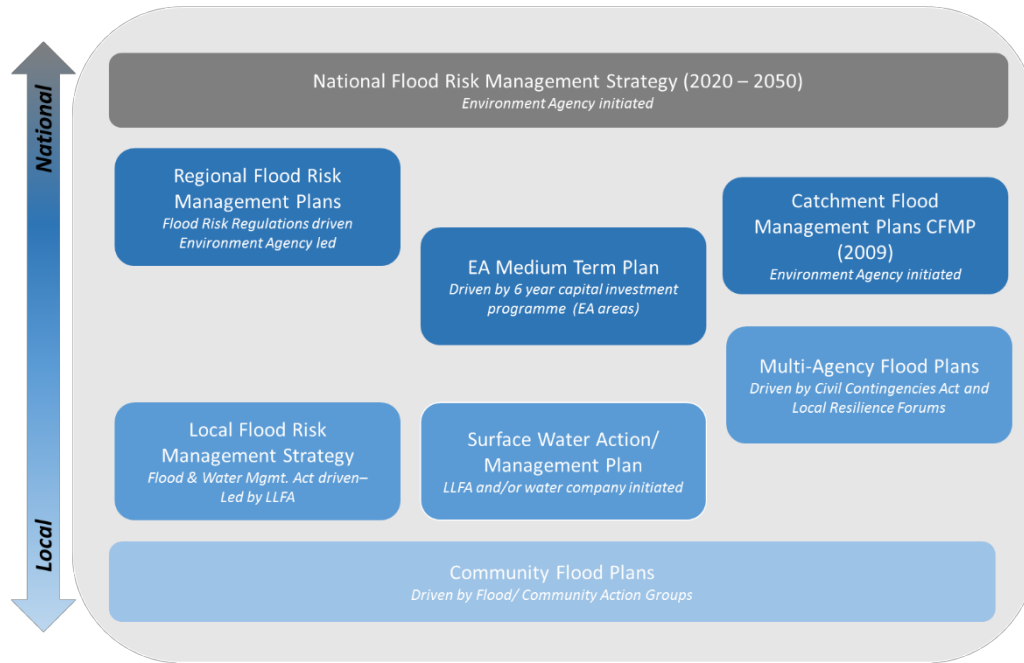 National
National Flood Risk Management Strategy (2020 – 2050)
Environment Agency initiated
Regional Flood Risk
Management Plans
Flood Risk Regulations driven
Environment Agency led
Catchment Flood
Management Plans CFMP
(2009)
Environment Agency initiated
EA Medium Term Plan
Driven by 6 year capital investment
programme (EA areas)
Multi-Agency Flood Plans
Driven by Civil Contingencies Act and
Local Resilience Forums
Local Flood Risk
Management Strategy
Flood & Water Mgmt. Act driven–
Led by LLFA
Surface Water Action/
Management Plan
LLFA and/or water company initiated
Local
Community Flood Plans
Driven by Flood/ Community Action Groups